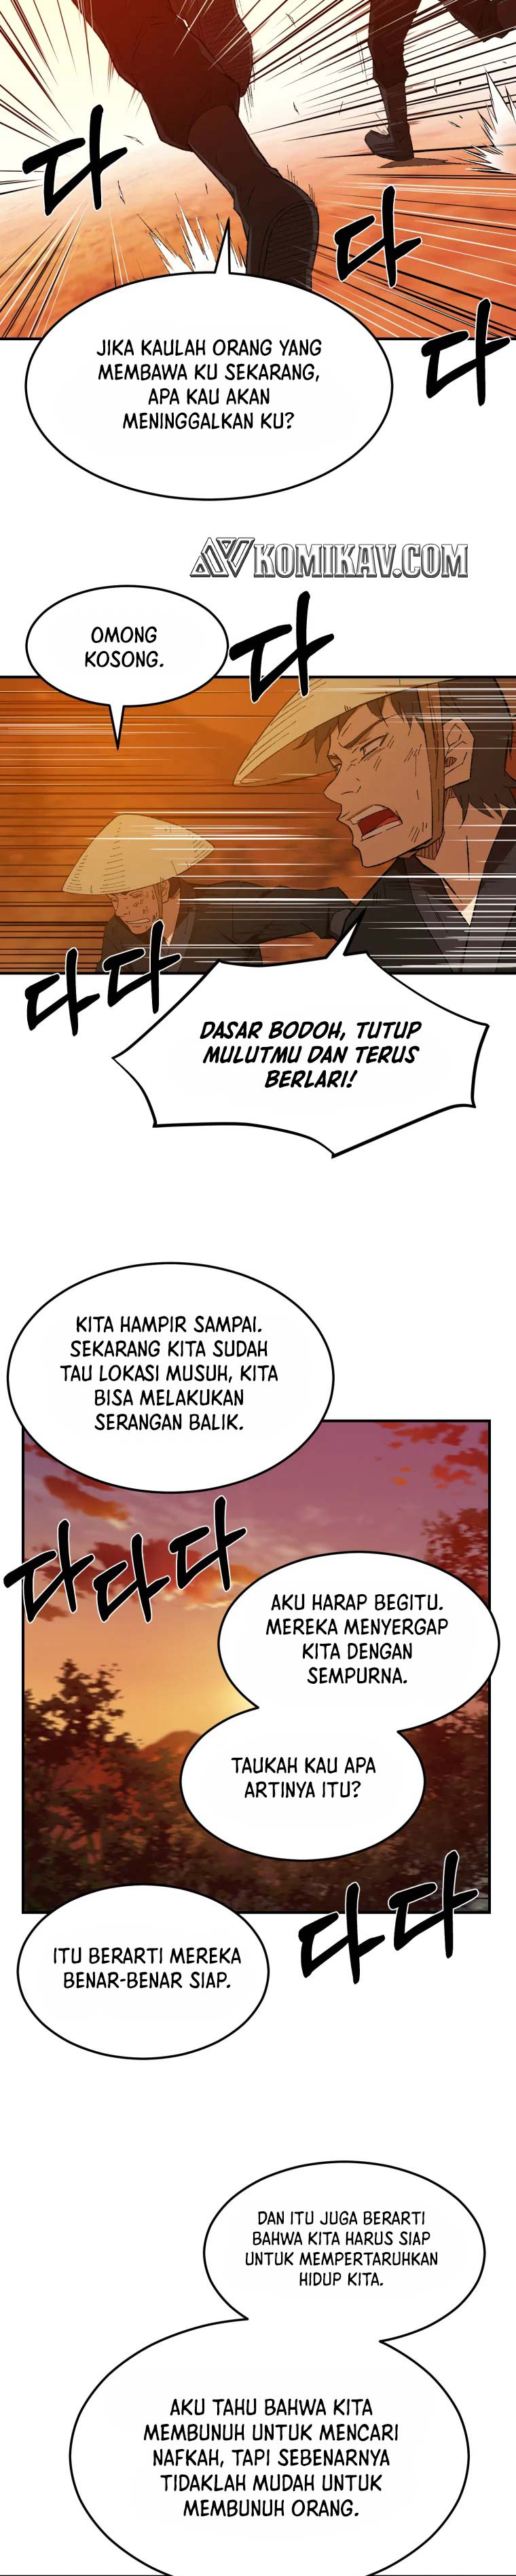 다
다
다
JIKA KAULAH ORANG YANG
MEMBAWA KU SEKARANG,
APA KAU AKAN
MENINGGALKAN KU?
KOMIKAV.COM
OMONG
KOSONG.
다
다다
DASAR BODOH, TUTUP
MULUTMU DAN TERUS
BERLARI!
KITA HAMPIR SAMPAI.
SEKARANG KITA SUDAH
TAU LOKASI MUSUH, KITA
BISA MELAKUKAN
SERANGAN BALIK.
다다다
AKU HARAP BEGITU.
MEREKA MENYERGAP
KITA DENGAN
SEMPURNA.
TAUKAH KAU APA
ARTINYA ITU?
다다
ITU BERARTI MEREKA
BENAR-BENAR SIAP.
DAN ITU JUGA BERARTI
BAHWA KITA HARUS SIAP
UNTUK MEMPERTARUHKAN
HIDUP KITA.
AKU TAHU BAHWA KITA
MEMBUNUH UNTUK MENCARI
NAFKAH, TAPI SEBENARNYA
TIDAKLAH MUDAH UNTUK
MEMBUNUH ORANG.